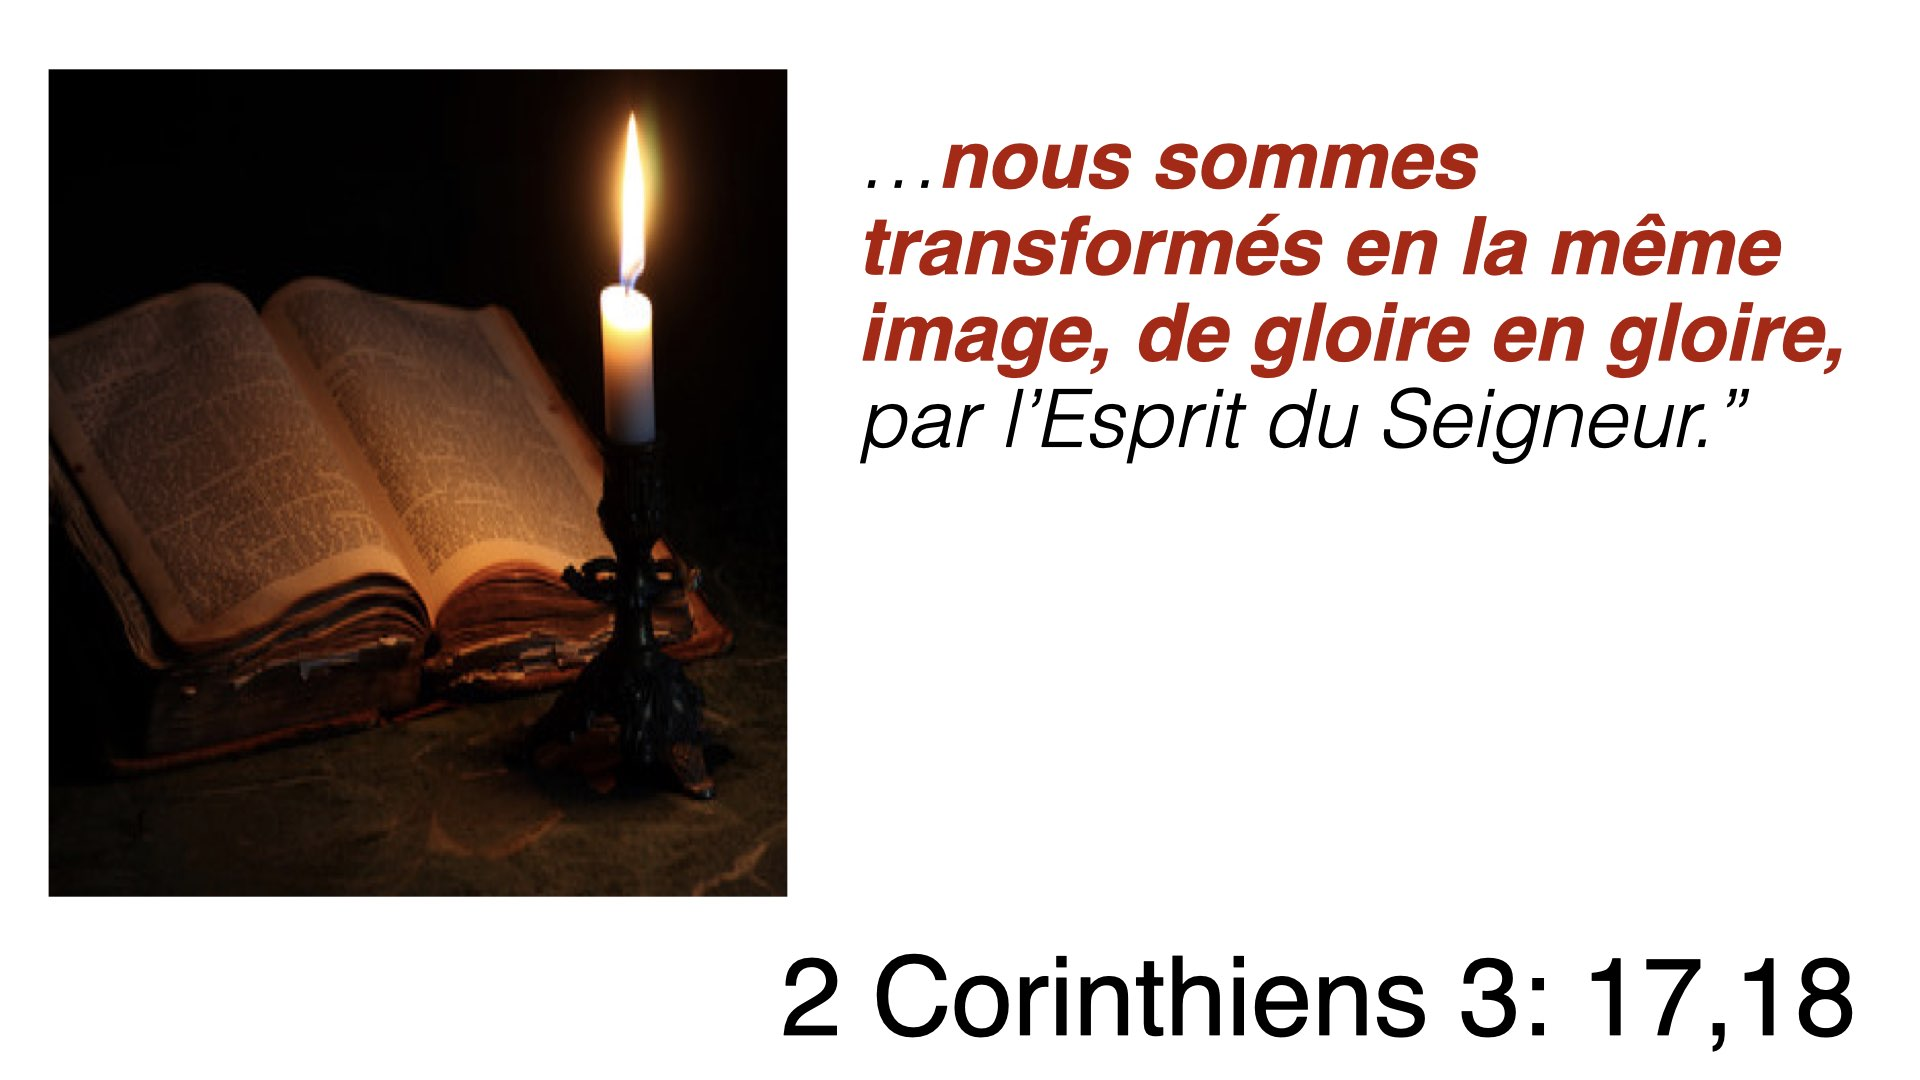 …nous sommes
transformés en la même
image, de gloire en gloire,
par l’Esprit du Seigneur.”
2 Corinthiens 3: 17,18